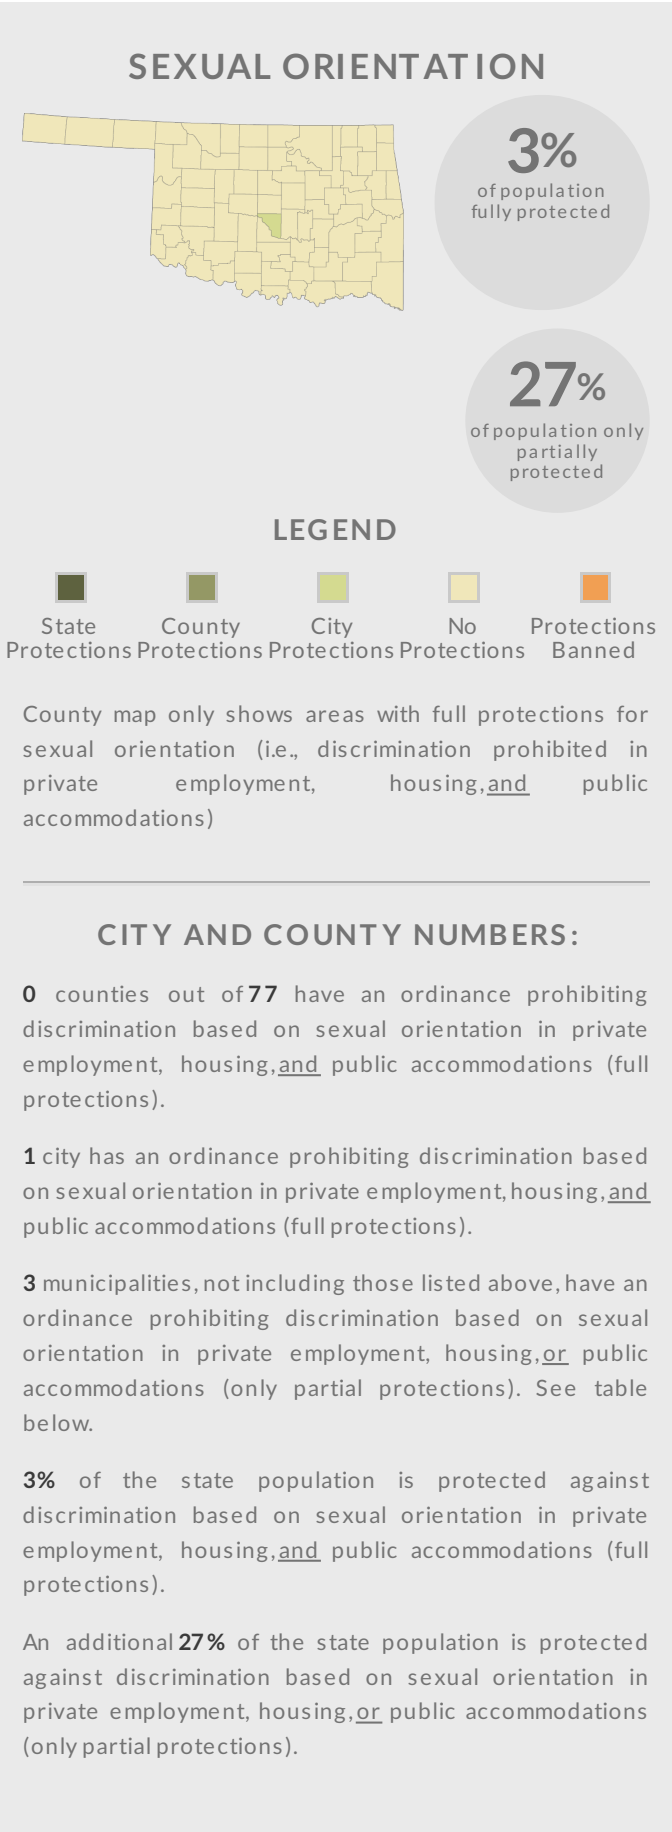 SEXUAL ORIENTATION
3%
of population
fully protected
27%
of population only
partially
protected
LEGEND
State
Protections
County
Protections
City
Protections
No
Protections
Protections
Banned
County map only shows areas with full protections for
sexual orientation (i.e., discrimination prohibited in
private employment, housing, and public
accommodations)
CITY AND COUNTY NUMBERS:
0 counties out of 77 have an ordinance prohibiting
discrimination based on sexual orientation in private
employment, housing, and public accommodations (full
protections).
1 city has an ordinance prohibiting discrimination based
on sexual orientation in private employment, housing, and
public accommodations (full protections).
3 municipalities, not including those listed above, have an
ordinance prohibiting discrimination based on sexual
orientation in private employment, housing, or public
accommodations (only partial protections). See table
below.
3% of the state population is protected against
discrimination based on sexual orientation in private
employment, housing, and public accommodations (full
protections).
An additional 27% of the state population is protected
against discrimination based on sexual orientation in
private employment, housing, or public accommodations
(only partial protections).